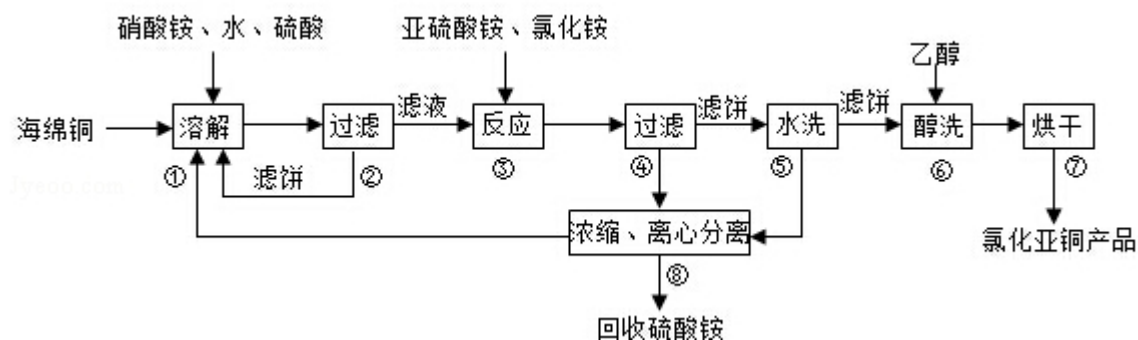 硝酸铵、水、硫酸
亚硫酸铵、氯化铵
乙醇
海绵铜
溶解
过滤
滤液
反应
过滤
滤饼
水洗
滤饼
醇洗
烘干
①
滤饼
②
③
④
⑤
⑥
⑦
Jyeoo.com
浓缩、离心分离
氯化亚铜产品
⑧
回收硫酸铵